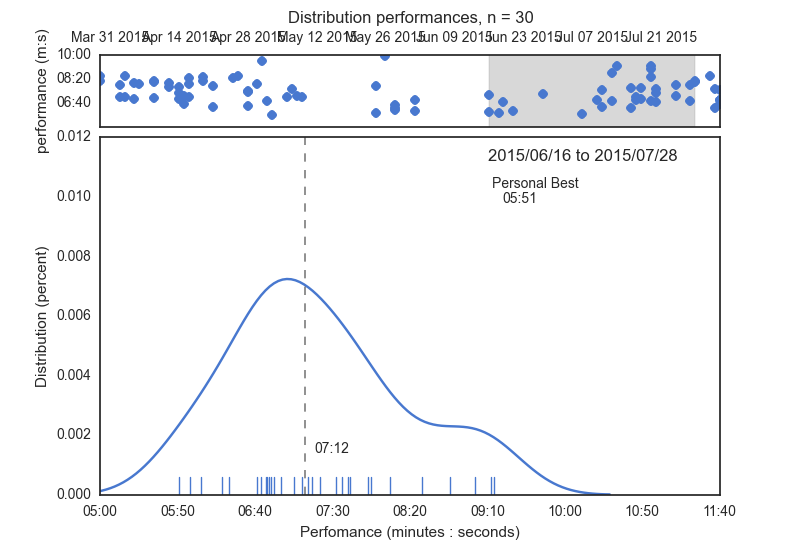 Distribution performances, n = 30
Mar 31 2015 Apr 14 2015 Apr 28 2015 May 12 2015 May 26 2015 Jun 09 2015 Jun 23 2015 Jul 07 2015 Jul 21 2015
performance (m:s)
10:00
08:20
06:40
0.012
0.010
0.008
0.006
0.004
0.002
0.000
Distribution (percent)
2015/06/16 to 2015/07/28
Personal Best
05:51
07:12
05:00 05:50 06:40 07:30 08:20 09:10 10:00 10:50 11:40
Perfomance (minutes : seconds)